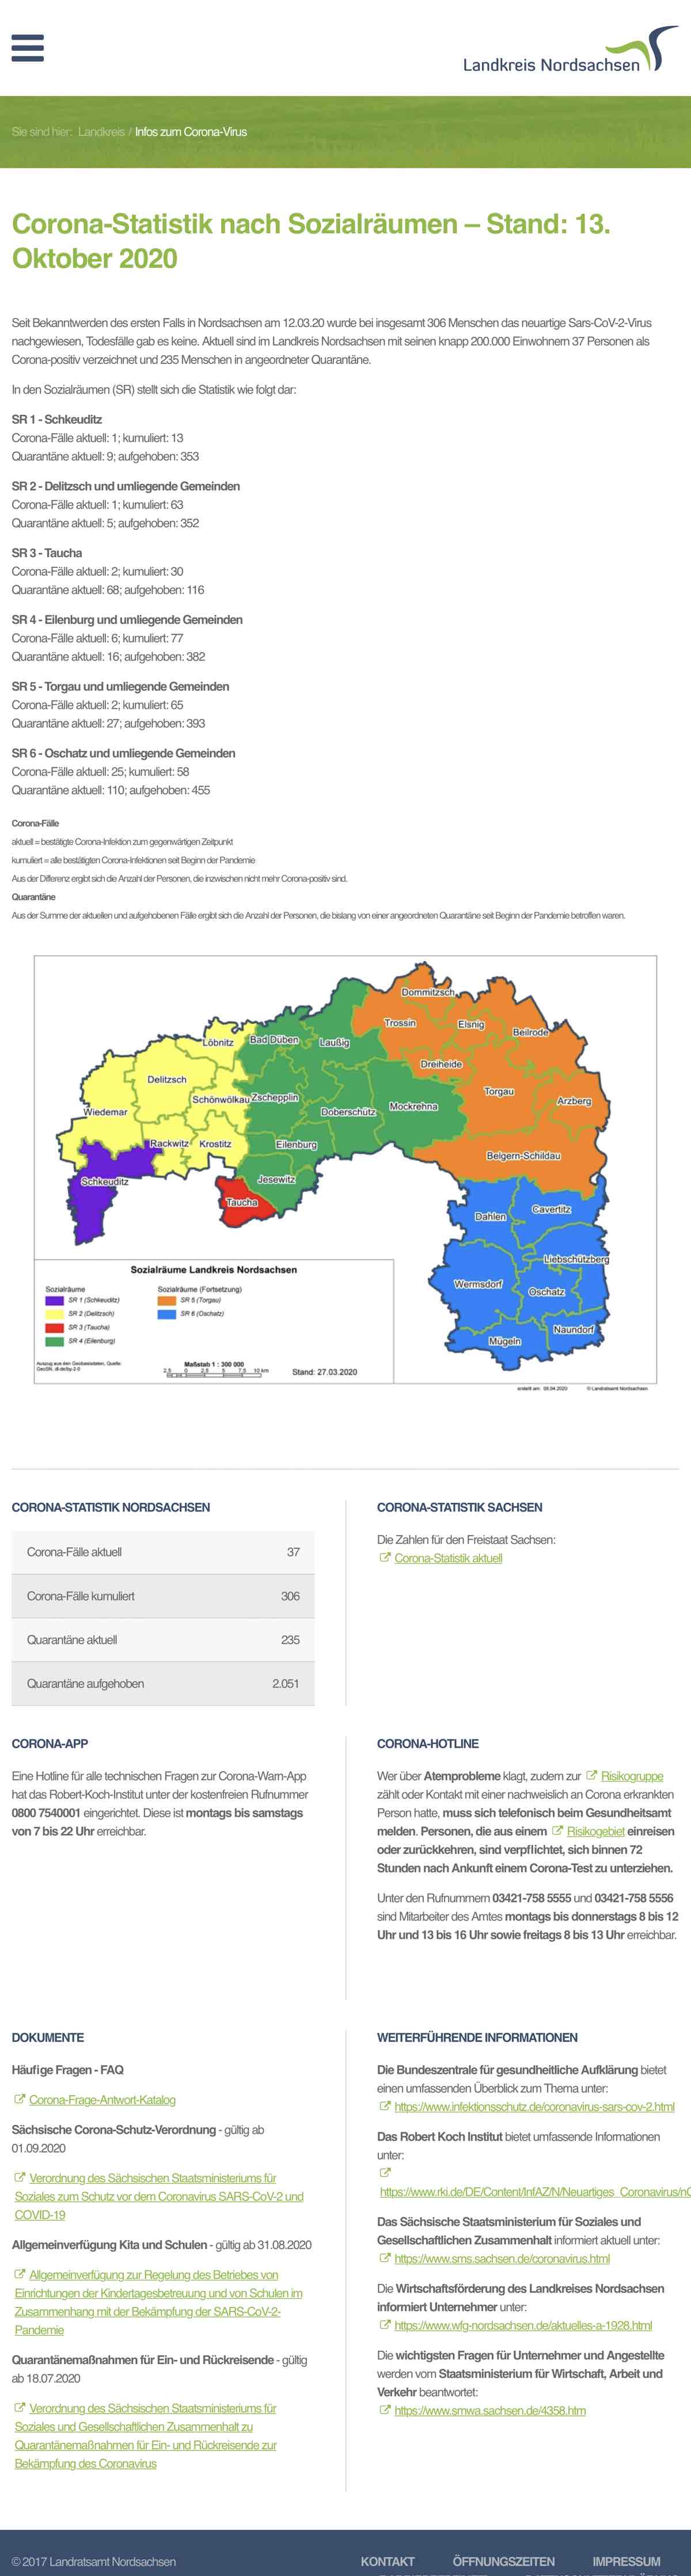 Landkreis Nordsachsen
Sie sind hier: Landkreis / Infos zum Corona-Virus
Corona-Statistik nach Sozialräumen – Stand: 13.
Oktober 2020
Seit Bekanntwerden des ersten Falls in Nordsachsen am 12.03.20 wurde bei insgesamt 306 Menschen das neuartige Sars-CoV-2-Virus
nachgewiesen, Todesfälle gab es keine. Aktuell sind im Landkreis Nordsachsen mit seinen knapp 200.000 Einwohnern 37 Personen als
Corona-positiv verzeichnet und 235 Menschen in angeordneter Quarantäne.
In den Sozialräumen (SR) stellt sich die Statistik wie folgt dar:
SR 1 - Schkeuditz
Corona-Fälle aktuell: 1; kumuliert: 13
Quarantäne aktuell: 9; aufgehoben: 353
SR 2 - Delitzsch und umliegende Gemeinden
Corona-Fälle aktuell: 1; kumuliert: 63
Quarantäne aktuell: 5; aufgehoben: 352
SR 3 - Taucha
Corona-Fälle aktuell: 2; kumuliert: 30
Quarantäne aktuell: 68; aufgehoben: 116
SR 4 - Eilenburg und umliegende Gemeinden
Corona-Fälle aktuell: 6; kumuliert: 77
Quarantäne aktuell: 16; aufgehoben: 382
SR 5 - Torgau und umliegende Gemeinden
Corona-Fälle aktuell: 2; kumuliert: 65
Quarantäne aktuell: 27; aufgehoben: 393
SR 6 - Oschatz und umliegende Gemeinden
Corona-Fälle aktuell: 25; kumuliert: 58
Quarantäne aktuell: 110; aufgehoben: 455
Corona-Fälle
aktuell = bestätigte Corona-Infektion zum gegenwärtigen Zeitpunkt
kumuliert = alle bestätigten Corona-Infektionen seit Beginn der Pandemie
Aus der Differenz ergibt sich die Anzahl der Personen, die inzwischen nicht mehr Corona-positiv sind.
Quarantäne
Aus der Summe der aktuellen und aufgehobenen Fälle ergibt sich die Anzahl der Personen, die bislang von einer angeordneten Quarantäne seit Beginn der Pandemie betroffen waren.
Dommitzsch
Trossin
Elsnig
Beilrode
Löbnitz
Bad Düben
Laußig
Dreiheide
Delitzsch
Torgau
Schönwölkau
Zschepplin
Arzberg
Wiedemar
Doberschütz
Mockrehna
Rackwitz
Krostitz
Eilenburg
Belgern-Schildau
Schkeuditz
Jesewitz
Taucha
Cavertitz
Dahlen
Liebschützberg
Wermsdorf
Oschatz
Naundorf
Mügeln
Sozialräume Landkreis Nordsachsen
Sozialräume
Sozialräume (Fortsetzung)
SR 1 (Schkeuditz)
SR 5 (Torgau)
SR 2 (Delitzsch)
SR 6 (Oschatz)
SR 3 (Taucha)
SR 4 (Eilenburg)
Auszug aus den Geobasisdaten, Quelle:
GeoSN, dl-de/by-2-0
Maßstab 1 : 300 000
2,5 0 2,5 5 7,5 10 km
Stand: 27.03.2020
erstellt am: 08.04.2020 © Landratsamt Nordsachsen
CORONA-STATISTIK NORDSACHSEN
Corona-Fälle aktuell 37
Corona-Fälle kumuliert 306
Quarantäne aktuell 235
Quarantäne aufgehoben 2.051
CORONA-STATISTIK SACHSEN
Die Zahlen für den Freistaat Sachsen:
Corona-Statistik aktuell
CORONA-APP
Eine Hotline für alle technischen Fragen zur Corona-Warn-App
hat das Robert-Koch-Institut unter der kostenfreien Rufnummer
0800 7540001 eingerichtet. Diese ist montags bis samstags
von 7 bis 22 Uhr erreichbar.
CORONA-HOTLINE
Wer über Atemprobleme klagt, zudem zur Risikogruppe
zählt oder Kontakt mit einer nachweislich an Corona erkrankten
Person hatte, muss sich telefonisch beim Gesundheitsamt
melden. Personen, die aus einem Risikogebiet einreisen
oder zurückkehren, sind verpflichtet, sich binnen 72
Stunden nach Ankunft einem Corona-Test zu unterziehen.
Unter den Rufnummern 03421-758 5555 und 03421-758 5556
sind Mitarbeiter des Amtes montags bis donnerstags 8 bis 12
Uhr und 13 bis 16 Uhr sowie freitags 8 bis 13 Uhr erreichbar.
DOKUMENTE
Häufige Fragen - FAQ
Corona-Frage-Antwort-Katalog
Sächsische Corona-Schutz-Verordnung - gültig ab
01.09.2020
Verordnung des Sächsischen Staatsministeriums für
Soziales zum Schutz vor dem Coronavirus SARS-CoV-2 und
COVID-19
Allgemeinverfügung Kita und Schulen - gültig ab 31.08.2020
Allgemeinverfügung zur Regelung des Betriebes von
Einrichtungen der Kindertagesbetreuung und von Schulen im
Zusammenhang mit der Bekämpfung der SARS-CoV-2-
Pandemie
Quarantänemaßnahmen für Ein- und Rückreisende - gültig
ab 18.07.2020
Verordnung des Sächsischen Staatsministeriums für
Soziales und Gesellschaftlichen Zusammenhalt zu
Quarantänemaßnahmen für Ein- und Rückreisende zur
Bekämpfung des Coronavirus
WEITERFÜHRENDE INFORMATIONEN
Die Bundeszentrale für gesundheitliche Aufklärung bietet
einen umfassenden Überblick zum Thema unter:
https://www.infektionsschutz.de/coronavirus-sars-cov-2.html
Das Robert Koch Institut bietet umfassende Informationen
unter:
https://www.rki.de/DE/Content/InfAZ/N/Neuartiges_Coronavirus/nC
Das Sächsische Staatsministerium für Soziales und
Gesellschaftlichen Zusammenhalt informiert aktuell unter:
https://www.sms.sachsen.de/coronavirus.html
Die Wirtschaftsförderung des Landkreises Nordsachsen
informiert Unternehmer unter:
https://www.wfg-nordsachsen.de/aktuelles-a-1928.html
Die wichtigsten Fragen für Unternehmer und Angestellte
werden vom Staatsministerium für Wirtschaft, Arbeit und
Verkehr beantwortet:
https://www.smwa.sachsen.de/4358.htm
© 2017 Landratsamt Nordsachsen
KONTAKT ÖFFNUNGSZEITEN IMPRESSUM